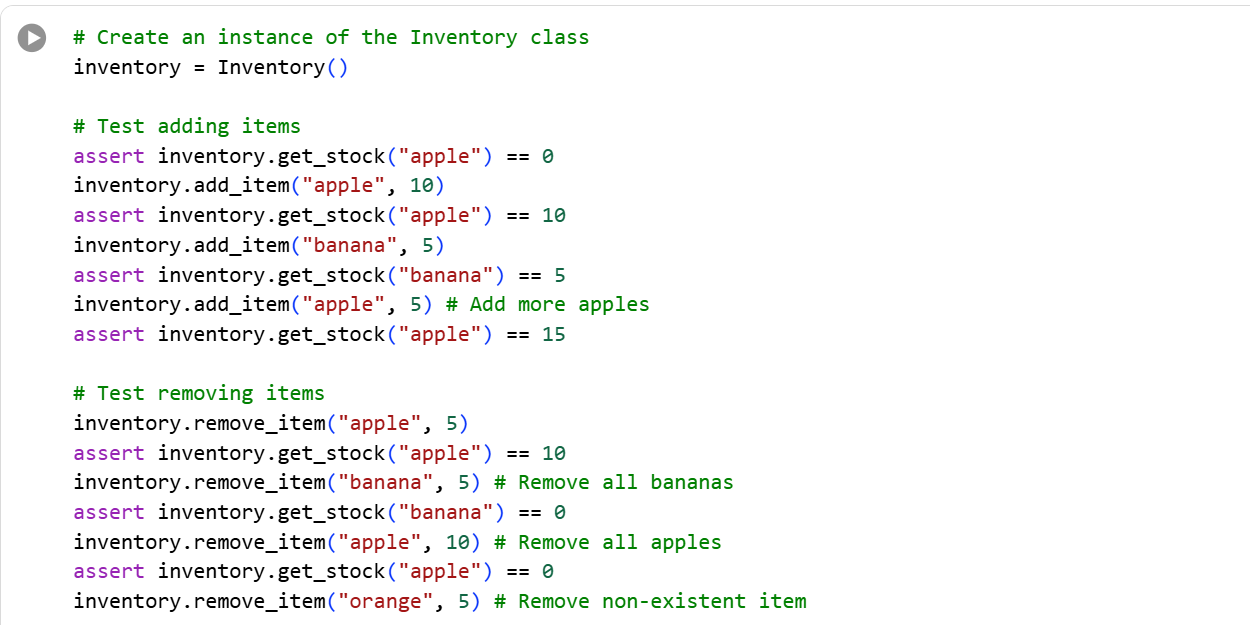 # Create an instance of the Inventory class
inventory = Inventory()
# Test adding items
assert inventory.get_stock("apple") == 0
inventory.add_item("apple", 10)
assert inventory.get_stock("apple") == 10
inventory.add_item("banana", 5)
assert inventory.get_stock("banana") == 5
inventory.add_item("apple", 5) # Add more apples
assert inventory.get_stock("apple") == 15
# Test removing items
inventory.remove_item("apple", 5)
assert inventory.get_stock("apple") == 10
inventory.remove_item("banana", 5) # Remove all bananas
assert inventory.get_stock("banana") == 0
inventory.remove_item("apple", 10) # Remove all apples
assert inventory.get_stock("apple") == 0
inventory.remove_item("orange", 5) # Remove non-existent item